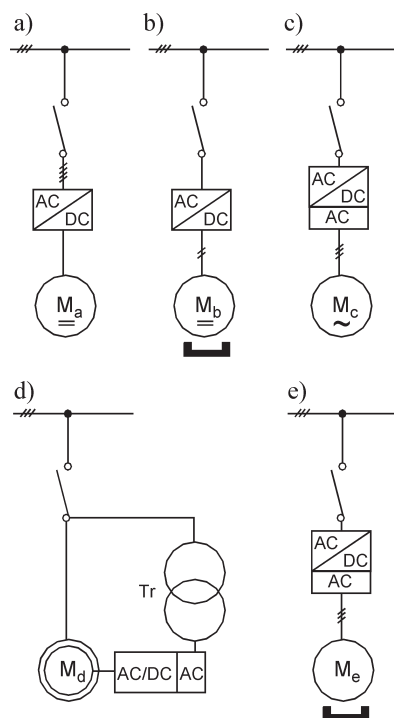 a)
b)
c)
AC
DC
AC
DC
AC
DC
AC
Ma
=
Mb
=
Mc
~
d)
e)
Tr
AC
DC
AC
Md
AC/DC
AC
Me